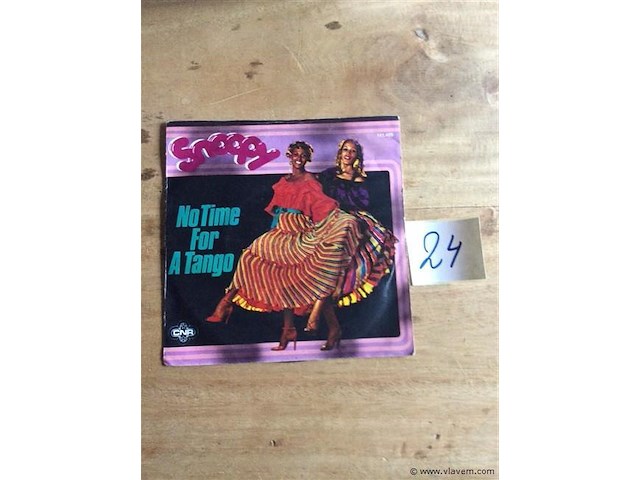 Snoopy
No Time
For
A Tango
CNR
24
© www.vlavem.com